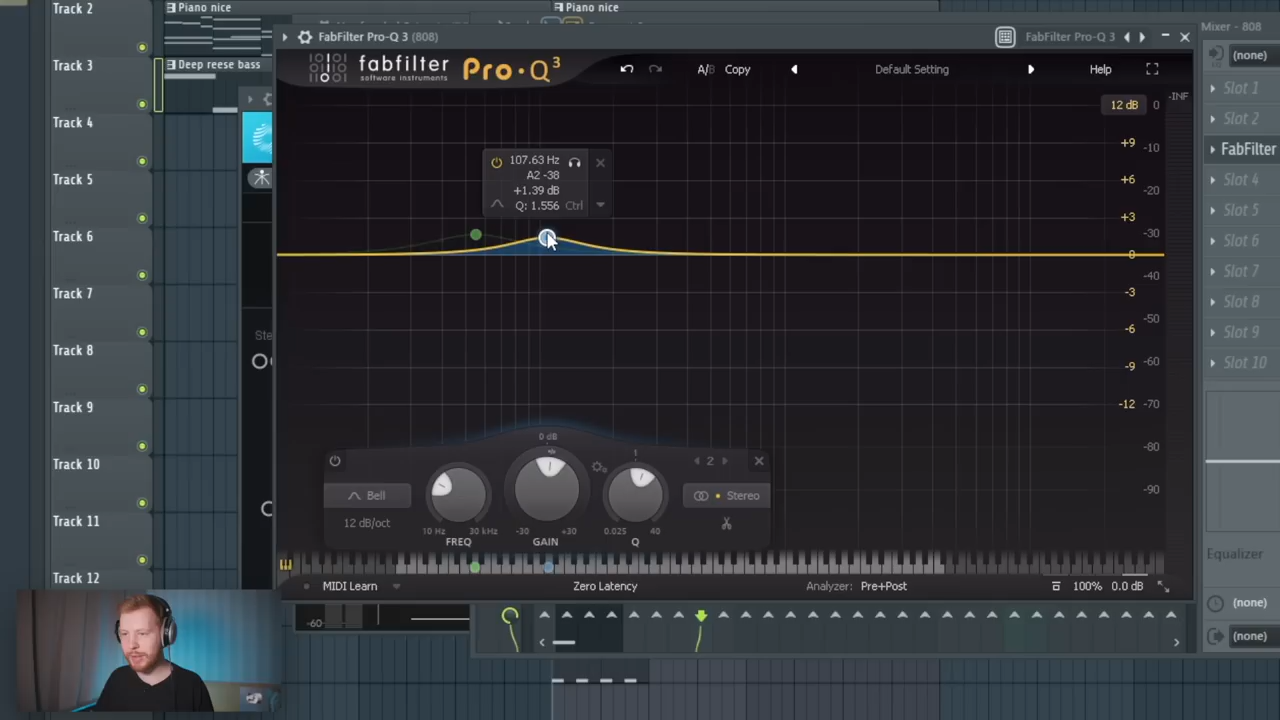 Track 2
Piano nice
Piano nice
Track 3
Deep reese bass
Track 4
Track 5
Track 6
Track 7
Track 8
Track 9
Track 10
Track 11
Track 12
FabFilter Pro-Q 3 (808)
FabFilter Pro-Q 3
fabfilter
software instruments
Pro·Q3
A/B
Copy
Default Setting
Help
12 dB
0
-INF
+9
-10
+6
-20
+3
-30
0
-40
-3
-50
-6
-60
-9
-12
-70
-80
-90
107.63 Hz
A2 -38
+1.39 dB
Q: 1.556
Ctrl
Ste
0 dB
1
2
Bell
12 dB/oct
10 Hz
30 kHz
-30
+30
0.025
40
FREQ
GAIN
Q
Stereo
MIDI Learn
Zero Latency
Analyzer:
Pre+Post
100%
0.0 dB
-60
Mixer - 808
(none)
Slot 1
Slot 2
FabFilter
Slot 4
Slot 5
Slot 6
Slot 7
Slot 8
Slot 9
Slot 10
Equalizer
(none)
(none)